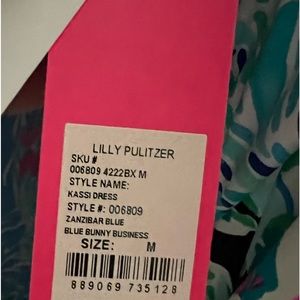 LILLY PULITZER
SKU #
006809 4222BX M
STYLE NAME:
KASSI DRESS
STYLE #: 006809
ZANZIBAR BLUE
BLUE BUNNY BUSINESS
SIZE: M
889069 735128